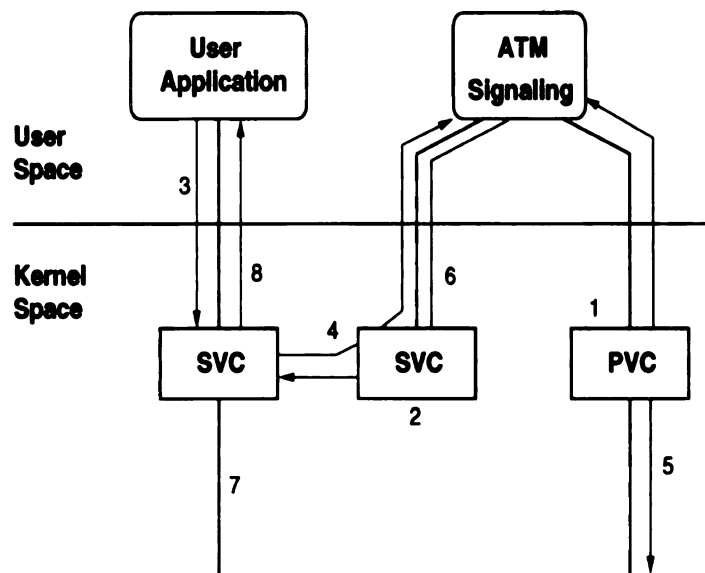 User
Application
ATM
Signaling
User
Space
3
Kernel
Space
8
6
1
4
SVC
SVC
PVC
2
7
5